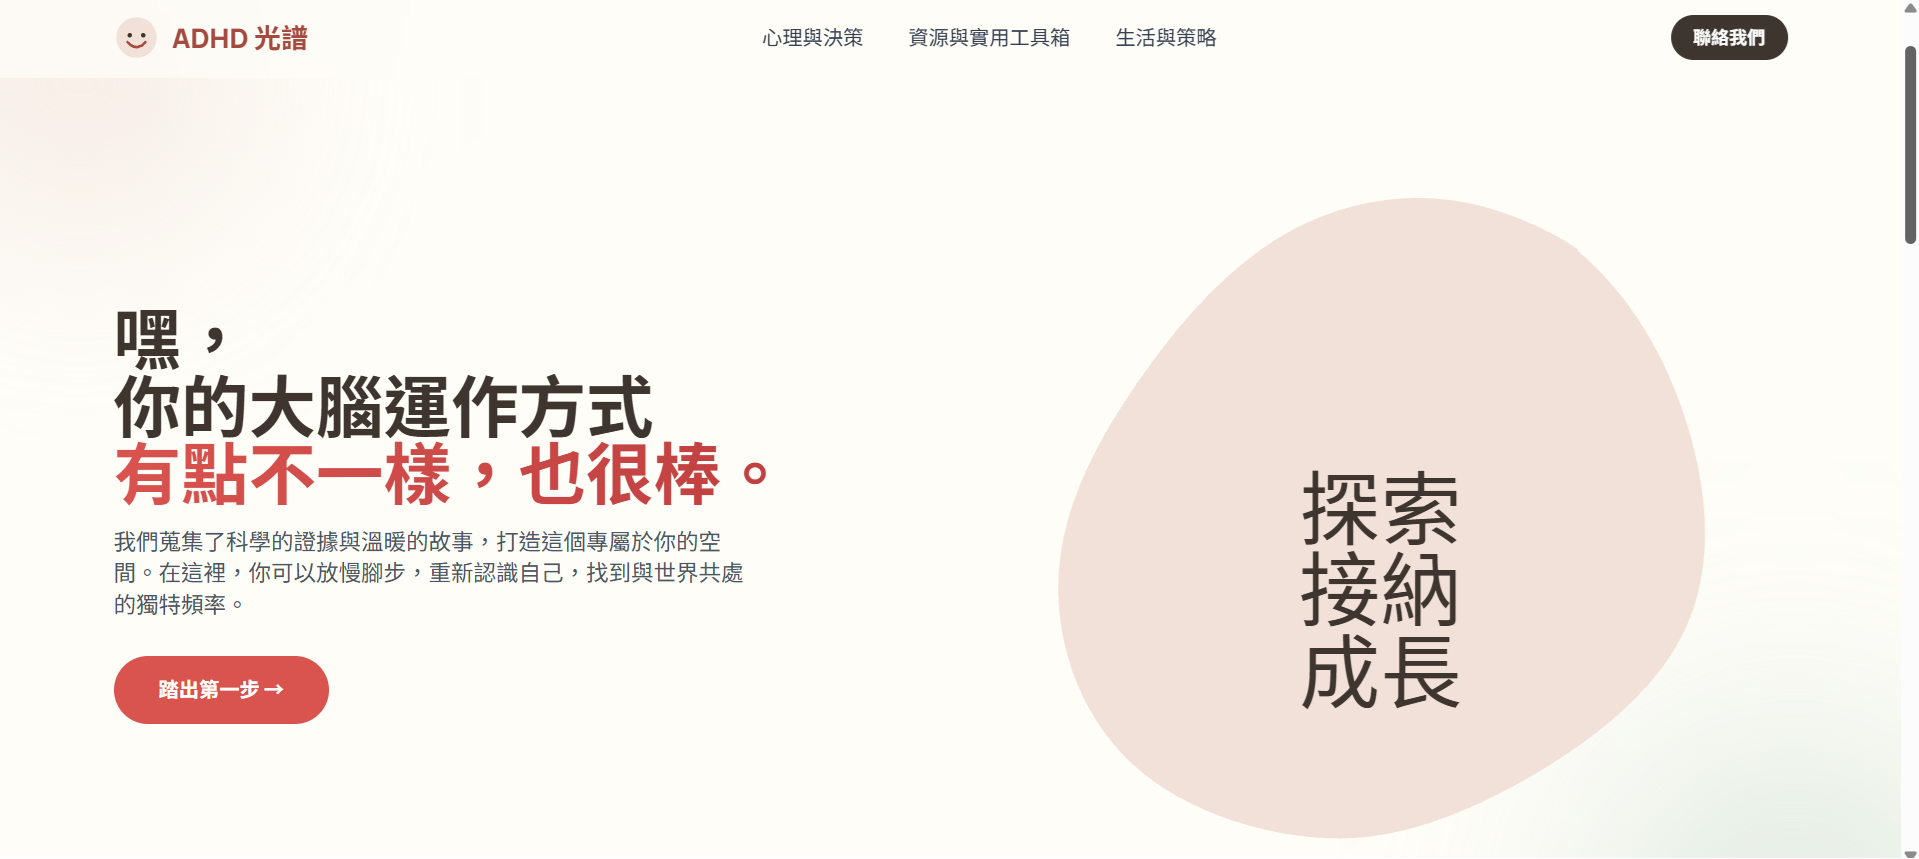 ADHD 光譜
心理與決策
資源與實用工具箱
生活與策略
聯絡我們
嘿，
你的大腦運作方式
有點不一樣，也很棒。
我們蒐集了科學的證據與溫暖的故事，打造這個專屬於你的空
間。在這裡，你可以放慢腳步，重新認識自己，找到與世界共處
的獨特頻率。
踏出第一步 →
探索
接納
成長